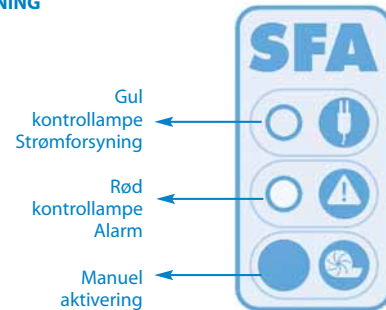 NING
SFA
Gul
kontrollampe
Strømforsyning
Rød
kontrollampe
Alarm
Manuel
aktivering